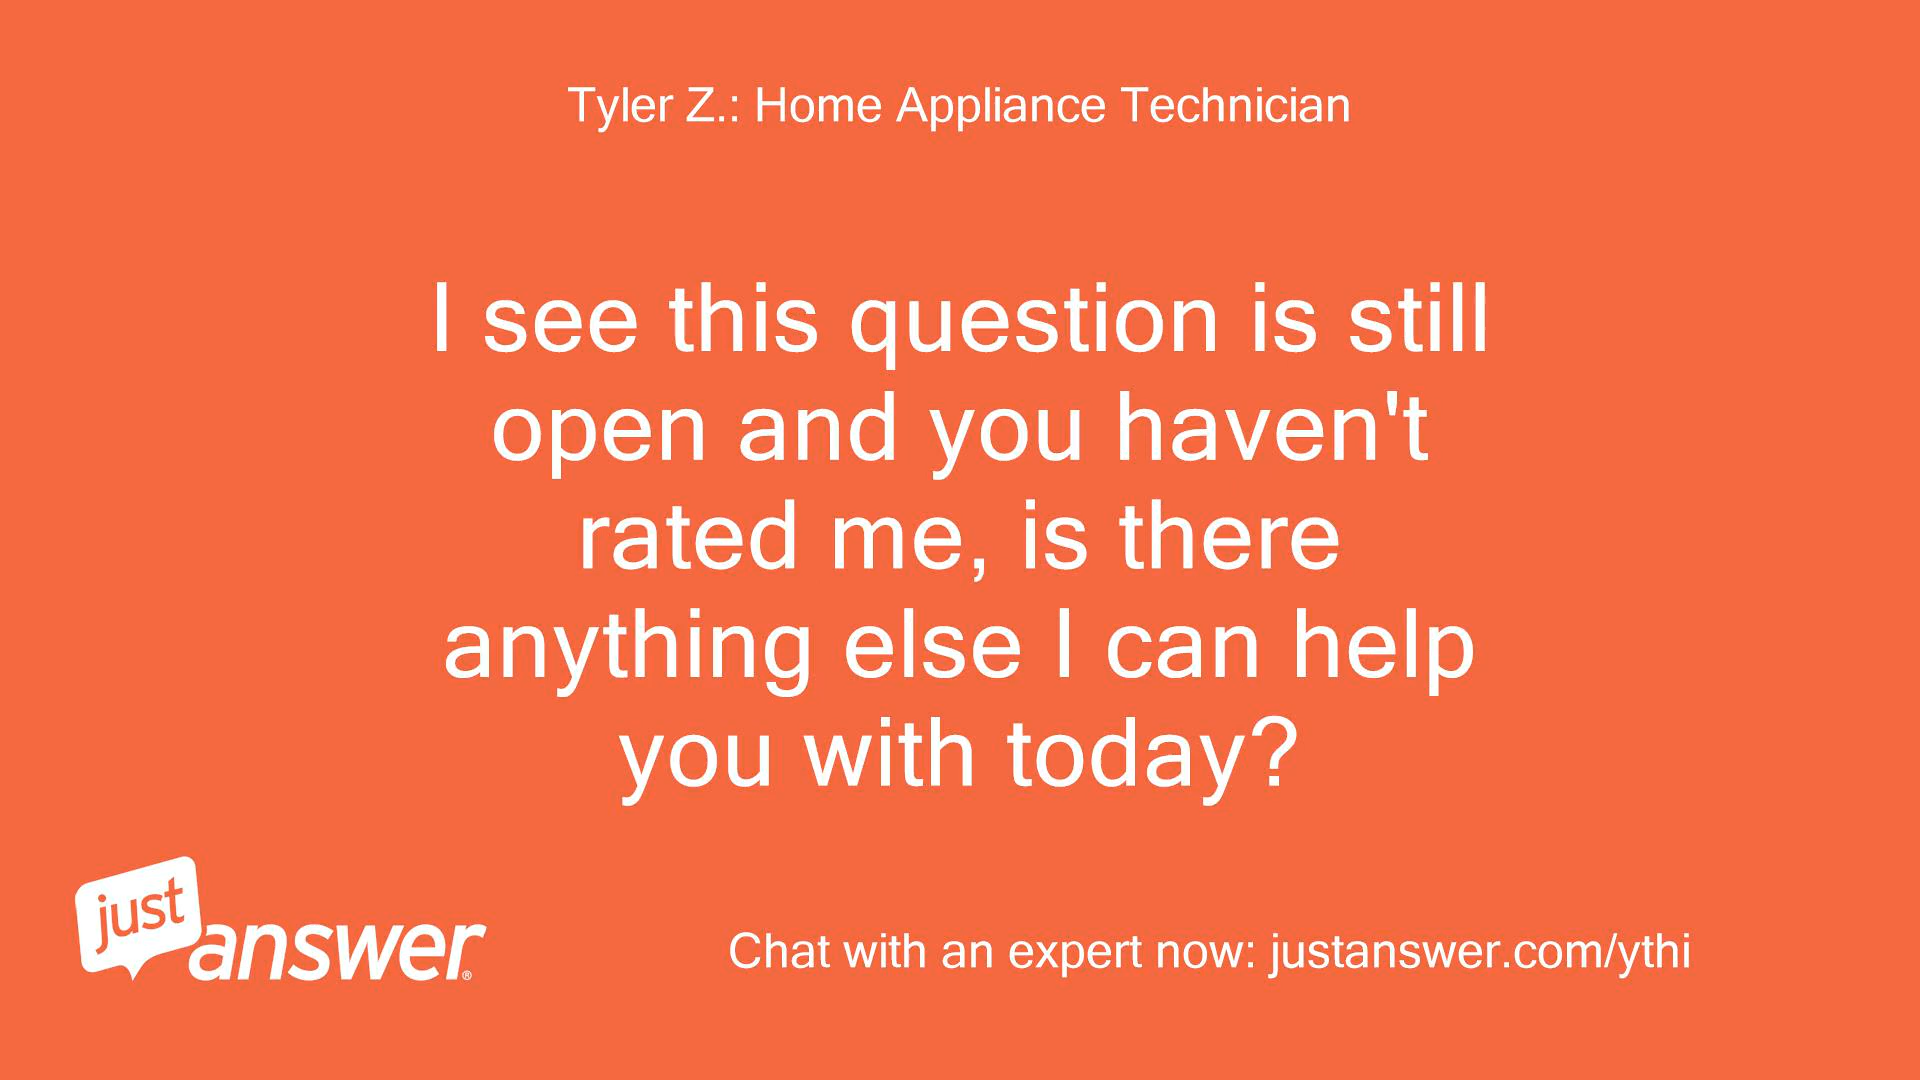 Tyler Z.: Home Appliance Technician
I see this question is still
open and you haven't
rated me, is there
anything else I can help
you with today?
just
answer®
Chat with an expert now: justanswer.com/ythi